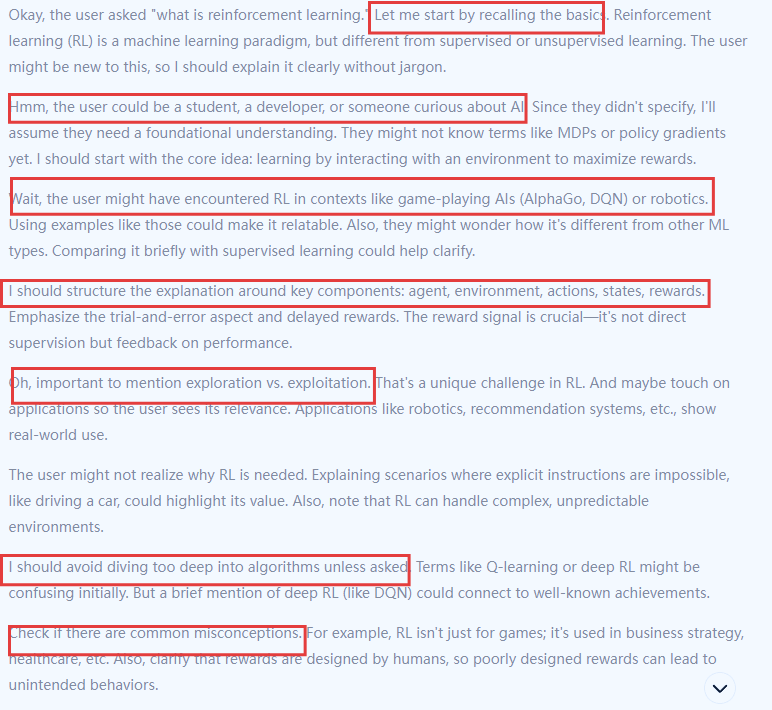 Okay, the user asked "what is reinforcement learning." Let me start by recalling the basics. Reinforcement
learning (RL) is a machine learning paradigm, but different from supervised or unsupervised learning. The user
might be new to this, so I should explain it clearly without jargon.
Hmm, the user could be a student, a developer, or someone curious about AI. Since they didn't specify, I'll
assume they need a foundational understanding. They might not know terms like MDPs or policy gradients
yet. I should start with the core idea: learning by interacting with an environment to maximize rewards.
Wait, the user might have encountered RL in contexts like game-playing AIs (AlphaGo, DQN) or robotics.
Using examples like those could make it relatable. Also, they might wonder how it's different from other ML
types. Comparing it briefly with supervised learning could help clarify.
I should structure the explanation around key components: agent, environment, actions, states, rewards.
Emphasize the trial-and-error aspect and delayed rewards. The reward signal is crucial—it's not direct
supervision but feedback on performance.
Oh, important to mention exploration vs. exploitation. That's a unique challenge in RL. And maybe touch on
applications so the user sees its relevance. Applications like robotics, recommendation systems, etc., show
real-world use.
The user might not realize why RL is needed. Explaining scenarios where explicit instructions are impossible,
like driving a car, could highlight its value. Also, note that RL can handle complex, unpredictable
environments.
I should avoid diving too deep into algorithms unless asked. Terms like Q-learning or deep RL might be
confusing initially. But a brief mention of deep RL (like DQN) could connect to well-known achievements.
Check if there are common misconceptions. For example, RL isn't just for games; it's used in business strategy,
healthcare, etc. Also, clarify that rewards are designed by humans, so poorly designed rewards can lead to
unintended behaviors.